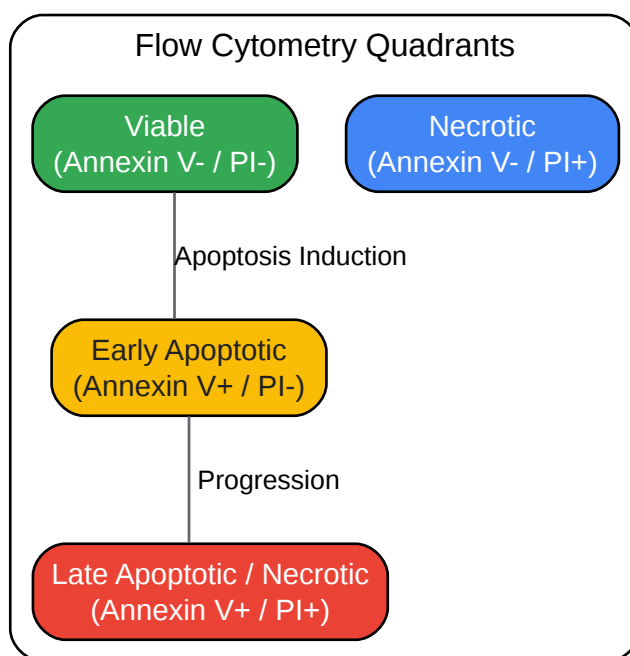 Flow Cytometry Quadrants
Viable
(Annexin V- / PI-)
Necrotic
(Annexin V- / PI+)
Apoptosis Induction
Early Apoptotic
(Annexin V+ / PI-)
Progression
Late Apoptotic / Necrotic
(Annexin V+ / PI+)